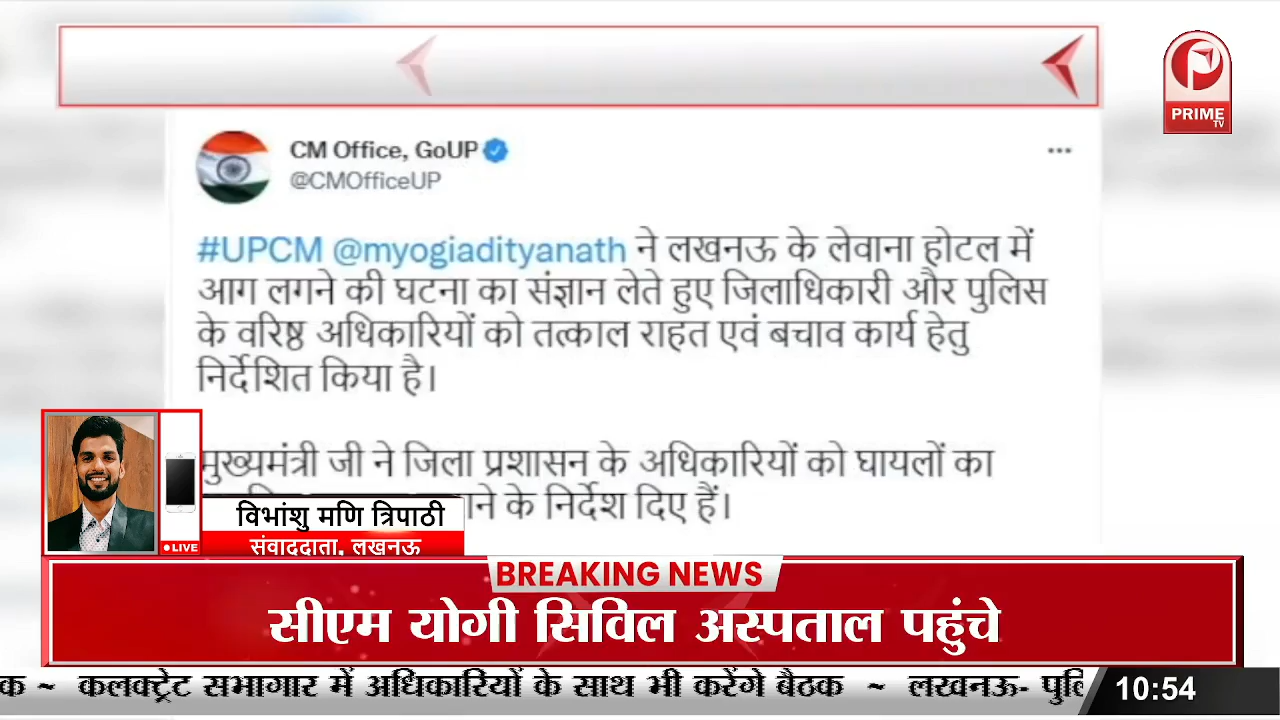 PRIME
TV
CM Office, GoUP
@CMOfficeUP
#UPCM @myogiadityanath ने लखनऊ के लेवाना होटल में
आग लगने की घटना का संज्ञान लेते हुए जिलाधिकारी और पुलिस
के वरिष्ठ अधिकारियों को तत्काल राहत एवं बचाव कार्य हेतु
निर्देशित किया है।
मुख्यमंत्री जी ने जिला प्रशासन के अधिकारियों को घायलों का
के निर्देश दिए हैं।
विभांशु मणि त्रिपाठी
LIVE
संवाददाता, लखनऊ
BREAKING NEWS
सीएम योगी सिविल अस्पताल पहुंचे
क ~ कलक्ट्रेट सभागार में अधिकारियों के साथ भी करेंगे बैठक ~ लखनऊ- पुलि
10:54